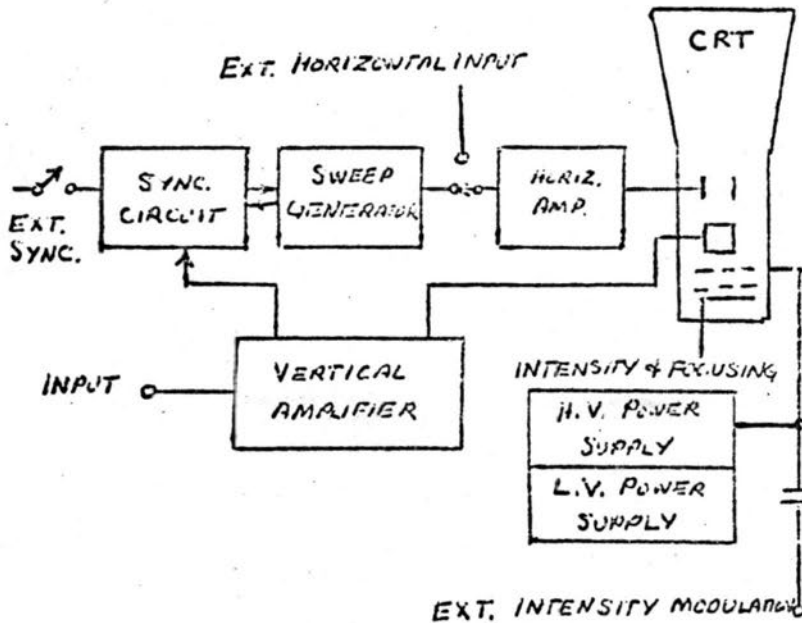 CRT
EXT. HORIZONTAL INPUT
SYNC.
CIRCUIT
SWEEP
GENERATOR
HORIZ.
AMP.
EXT.
SYNC.
INPUT
VERTICAL
AMPLIFIER
INTENSITY & FOCUSING
H.V. POWER
SUPPLY
L.V. POWER
SUPPLY
EXT. INTENSITY